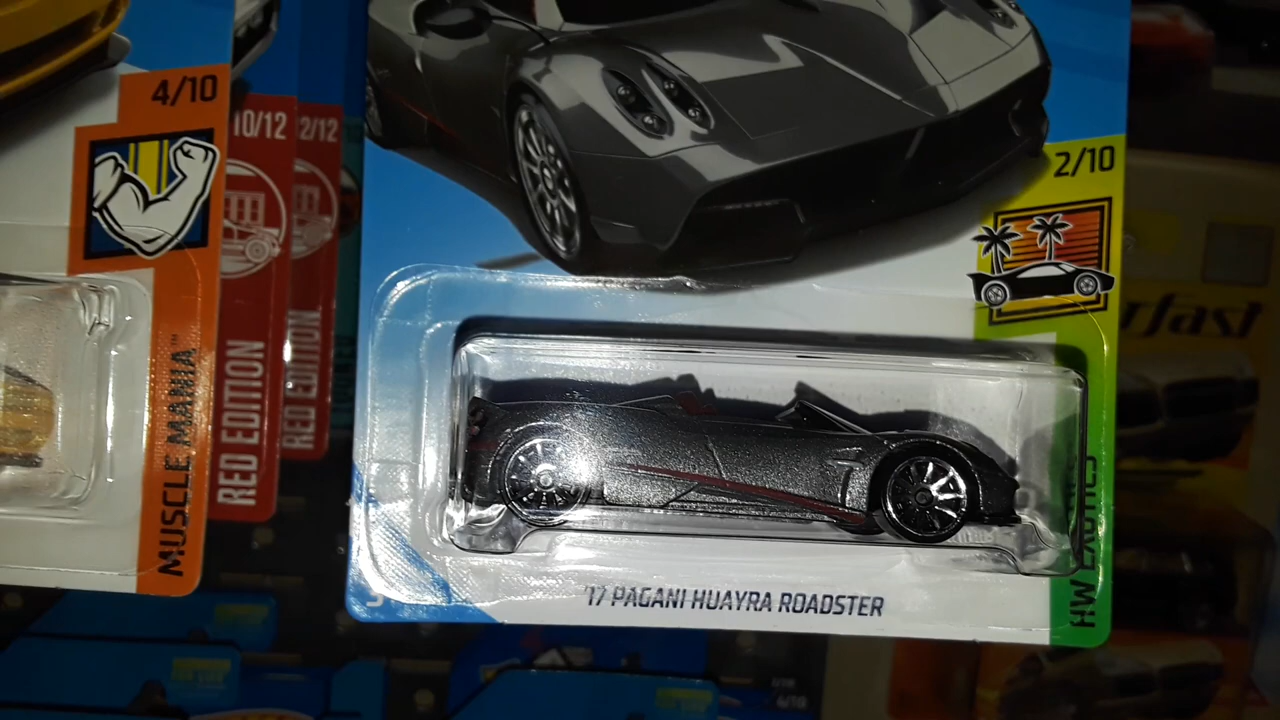 4/10
MUSCLE MANIA™
10/12
RED EDITION
2/12
RED EDITION
2/10
HW EXOTICS
'17 PAGANI HUAYRA ROADSTER